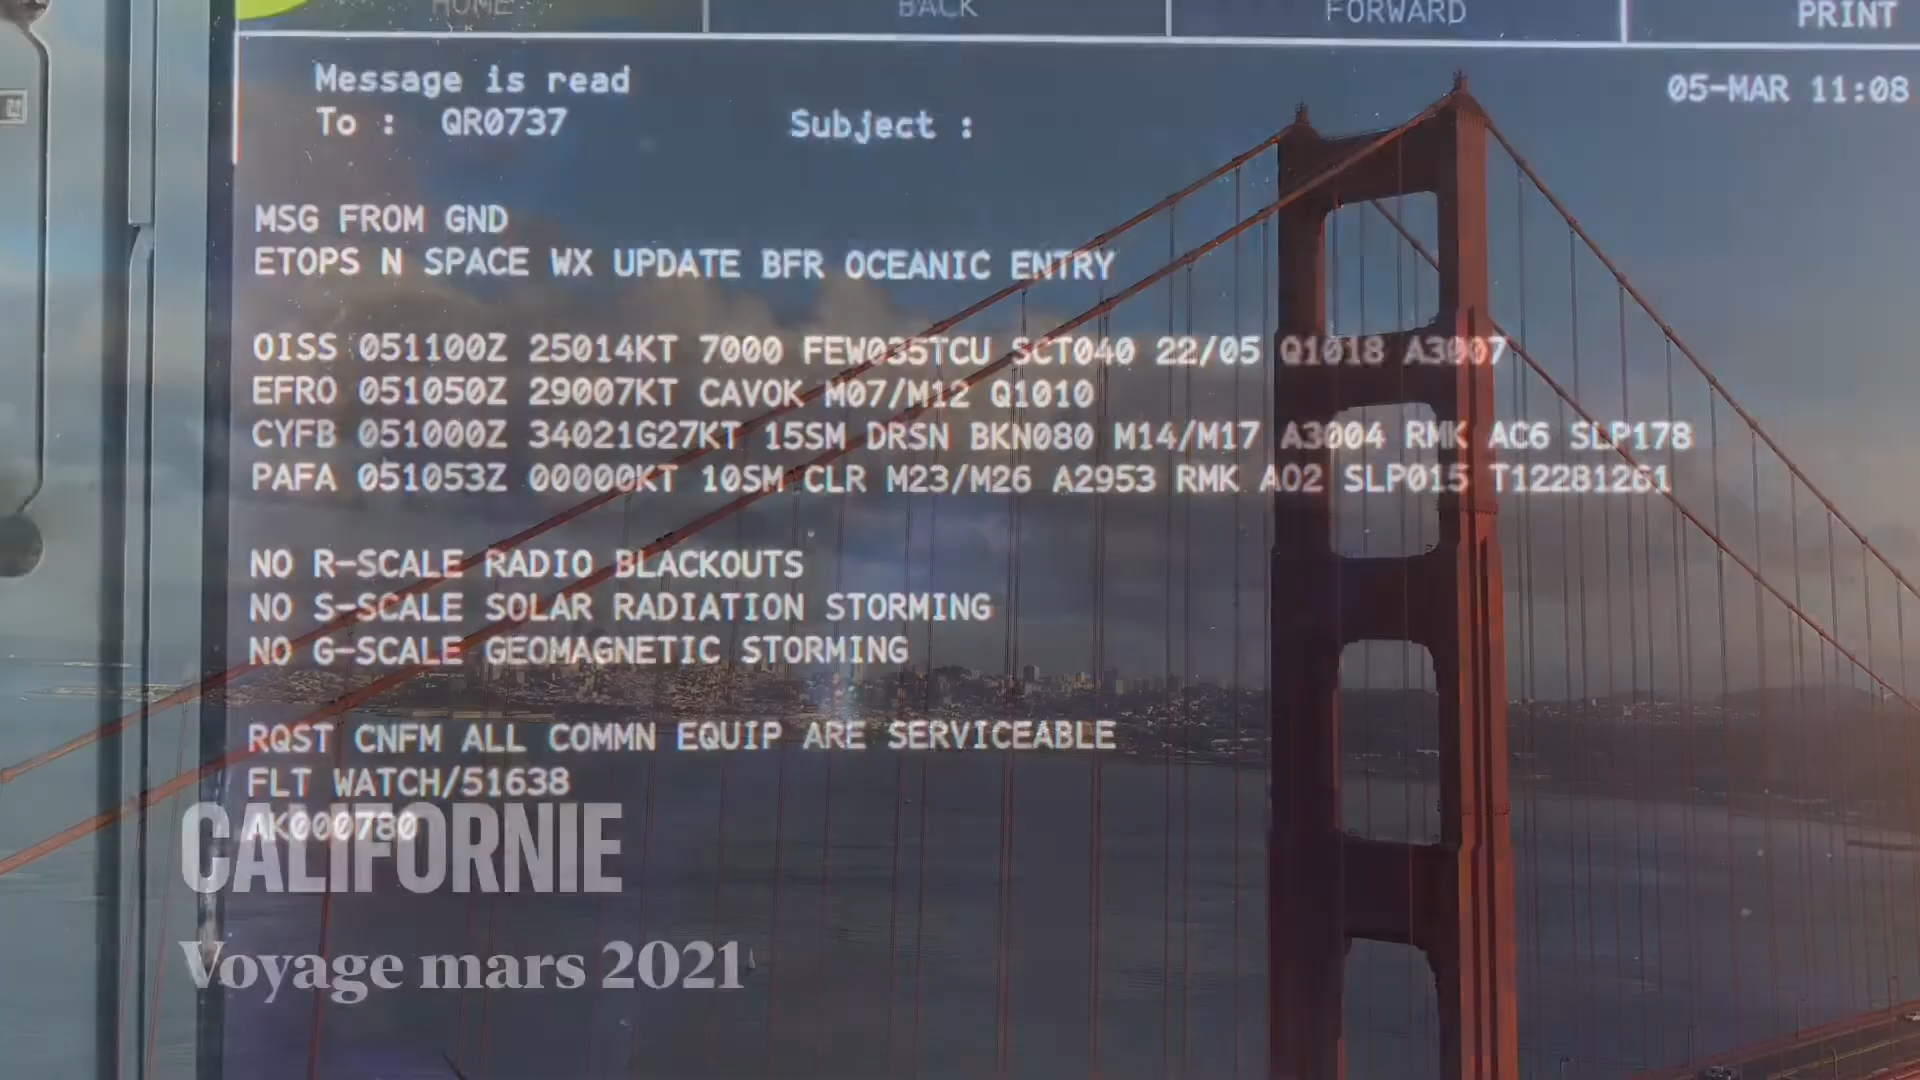 HOME BACK FORWARD PRINT
Message is read 05-MAR 11:08
To : QR0737 Subject :
MSG FROM GND
ETOPS N SPACE WX UPDATE BFR OCEANIC ENTRY
OISS 051100Z 25014KT 7000 FEW035TCU SCT040 22/05 Q1018 A3007
EFRO 051050Z 29007KT CAVOK M07/M12 Q1010
CYFB 051000Z 34021G27KT 15SM DRSN BKN080 M14/M17 A3004 RMK AC6 SLP178
PAFA 051053Z 00000KT 10SM CLR M23/M26 A2953 RMK AO2 SLP015 T12281261
NO R-SCALE RADIO BLACKOUTS
NO S-SCALE SOLAR RADIATION STORMING
NO G-SCALE GEOMAGNETIC STORMING
RQST CNFM ALL COMMN EQUIP ARE SERVICEABLE
FLT WATCH/51638
AK000780
CALIFORNIE
Voyage mars 2021